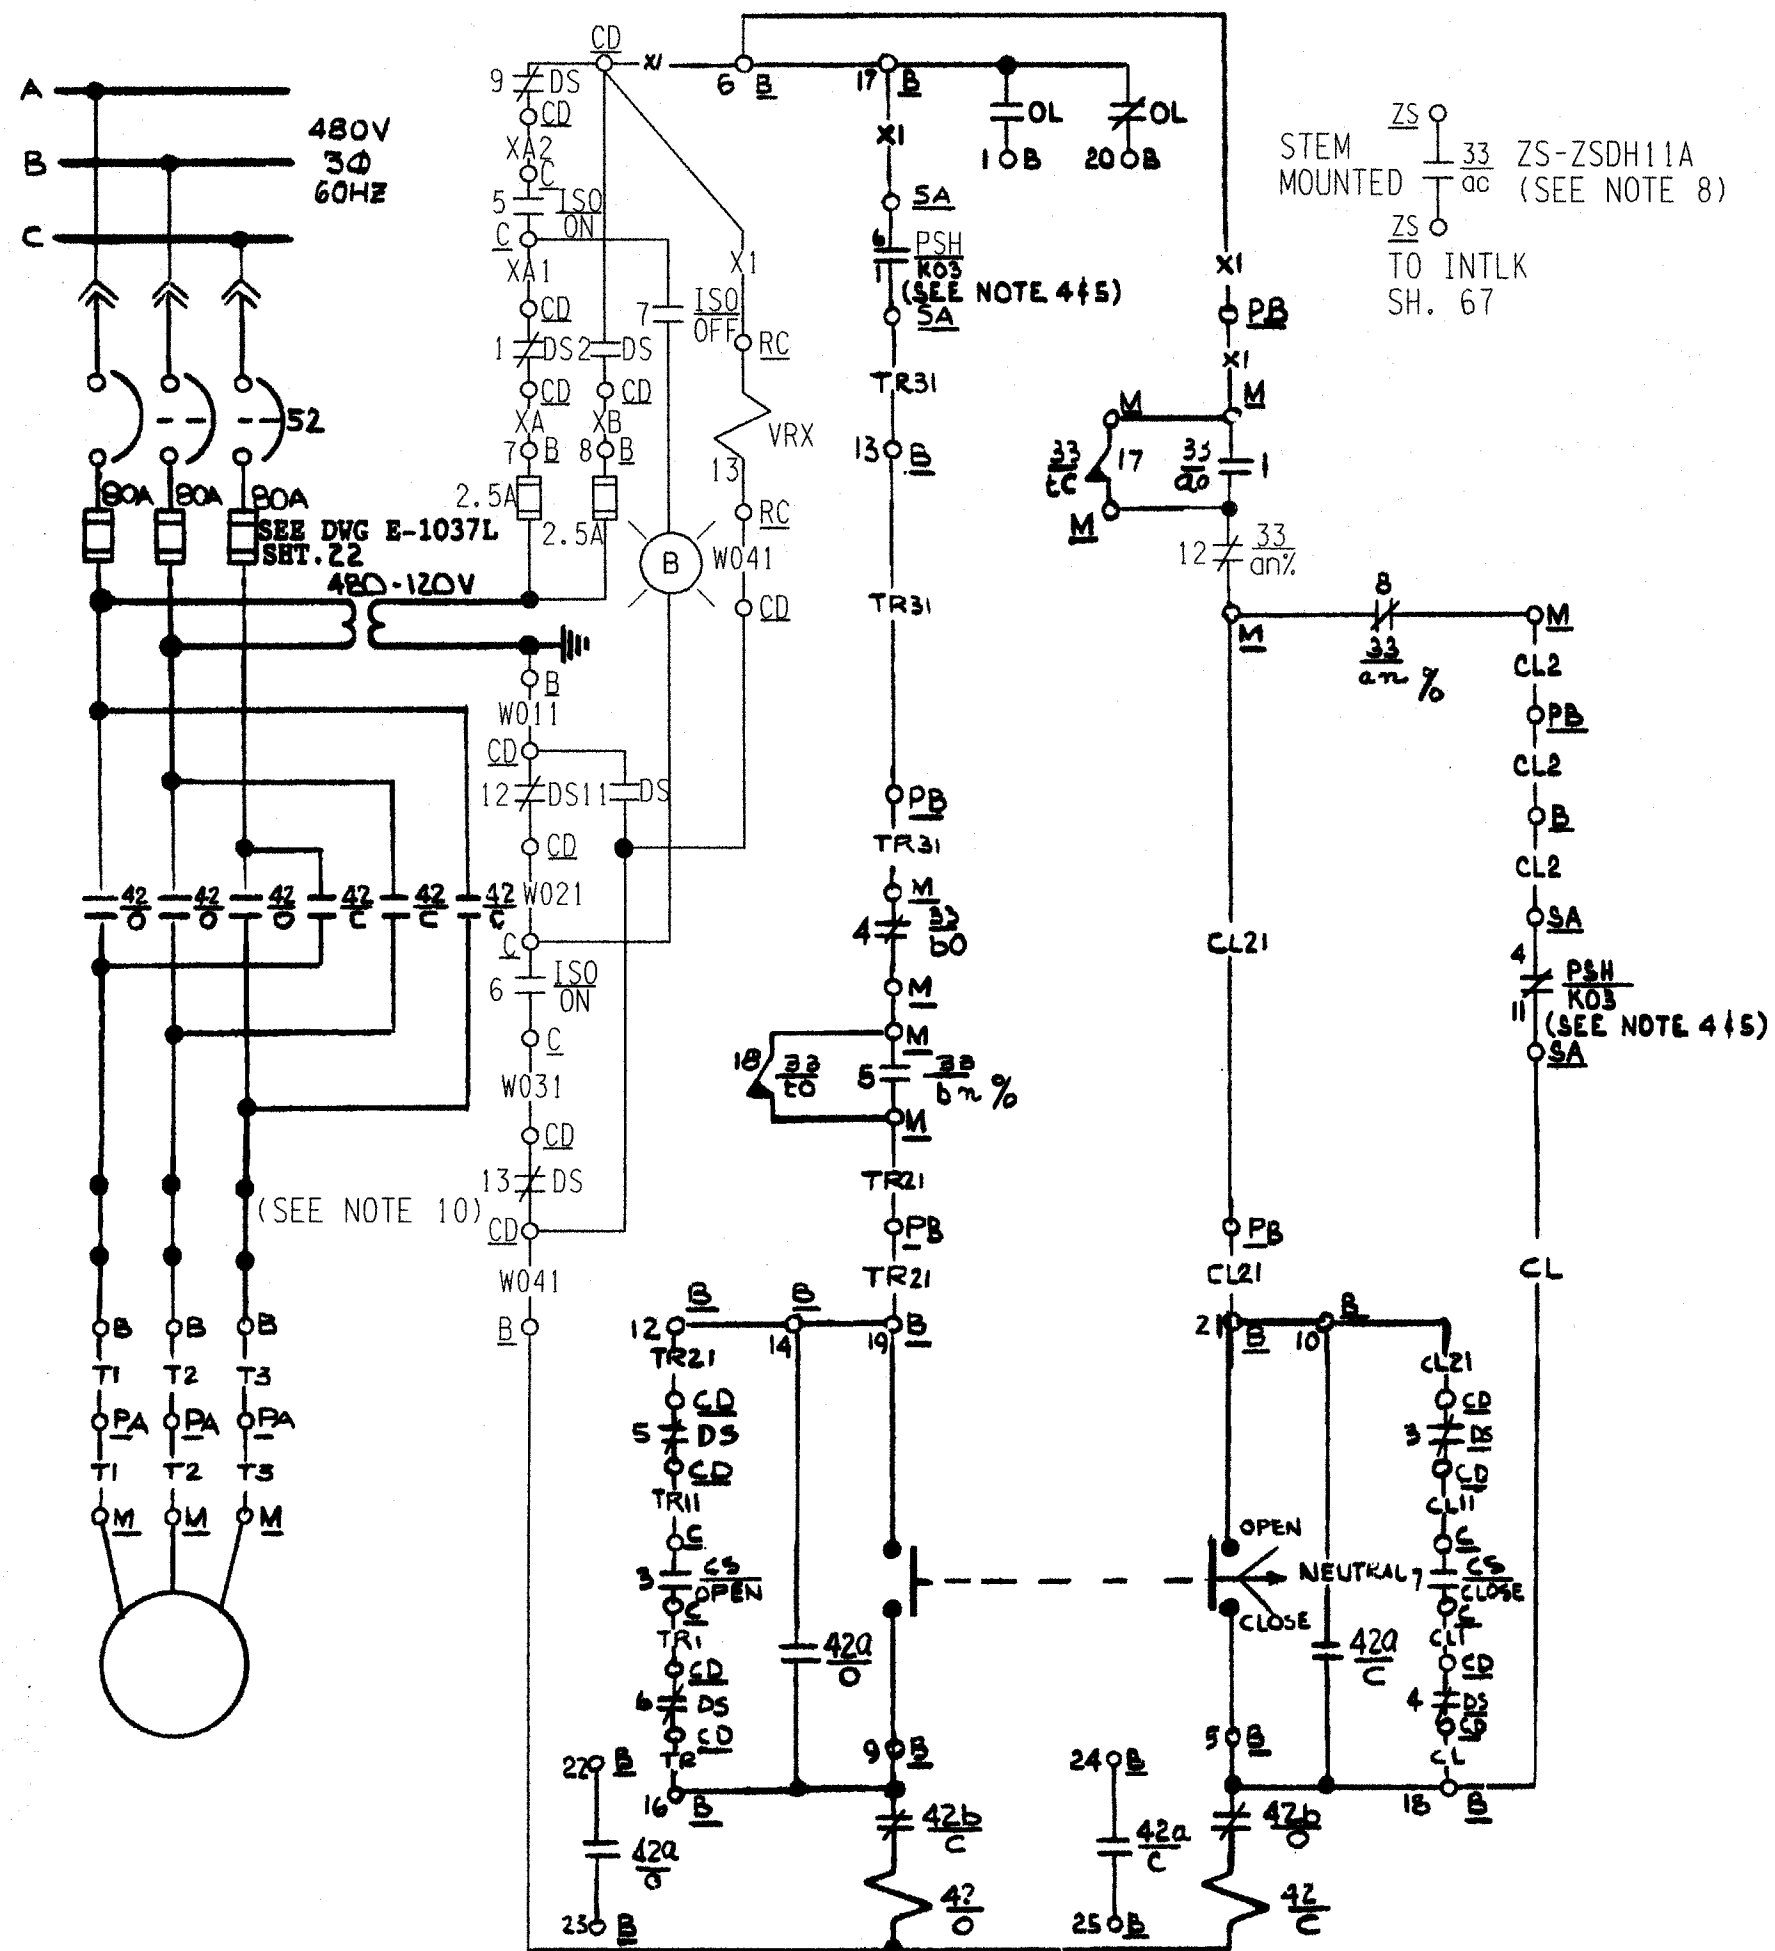 A
B
C
480V
3Φ
60HZ
52
80A
80A
80A
SEE DWG E-1037L
SHT.22
480-120V
42
O
42
O
42
O
42
C
42
C
42
C
(SEE NOTE 10)
B
B
B
T1
T2
T3
PA
PA
PA
T1
T2
T3
M
M
M
CD
X1
9
DS
CD
XA2
C
5
ISO
ON
C
XA1
CD
1
DS
2
DS
CD
CD
XA
XB
7
B
8
B
2.5A
2.5A
7
ISO
OFF
B
X1
RC
VRX
13
RC
W041
CD
B
W011
CD
12
DS
11
DS
CD
W021
C
6
ISO
ON
C
W031
CD
13
DS
CD
W041
B
6
B
17
B
OL
OL
1
B
20
B
X1
SA
6
PSH
K03
1
(SEE NOTE 4&5)
SA
TR31
13
B
TR31
PB
TR31
M
4
33
bO
M
M
18
33
tO
5
33
bn %
M
TR21
PB
TR21
B
B
12
14
19
B
TR21
CD
5
DS
CD
TR11
C
3
CS
OPEN
C
TR1
CD
6
DS
CD
TR
16
B
42a
O
9
B
42b
C
42
O
22
B
42a
O
23
B
ZS
STEM
MOUNTED
33
ac
ZS-ZSDH11A
(SEE NOTE 8)
ZS
TO INTLK
SH. 67
X1
PB
X1
M
M
33
tc
17
33
ao
1
M
12
33
an%
M
8
33
an %
M
CL2
PB
CL2
B
CL2
SA
4
PSH
K03
11
(SEE NOTE 4&5)
SA
CL
CL21
PB
CL21
21
B
10
B
CL21
CD
3
CD
CL11
C
7
CS
CLOSE
C
CL1
CD
4
DS
CD
CL
18
B
OPEN
NEUTRAL
CLOSE
42a
C
5
B
42b
O
42
C
24
B
42a
C
25
B